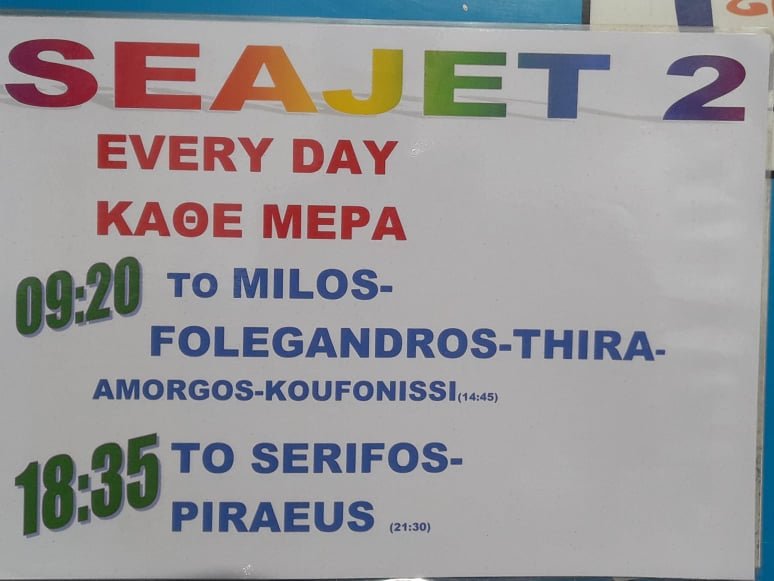 SEAJET 2
EVERY DAY
ΚΑΘΕ ΜΕΡΑ
09:20 TO MILOS-
FOLEGANDROS-THIRA-
AMORGOS-KOUFONISSI(14:45)
18:35 TO SERIFOS-
PIRAEUS (21:30)